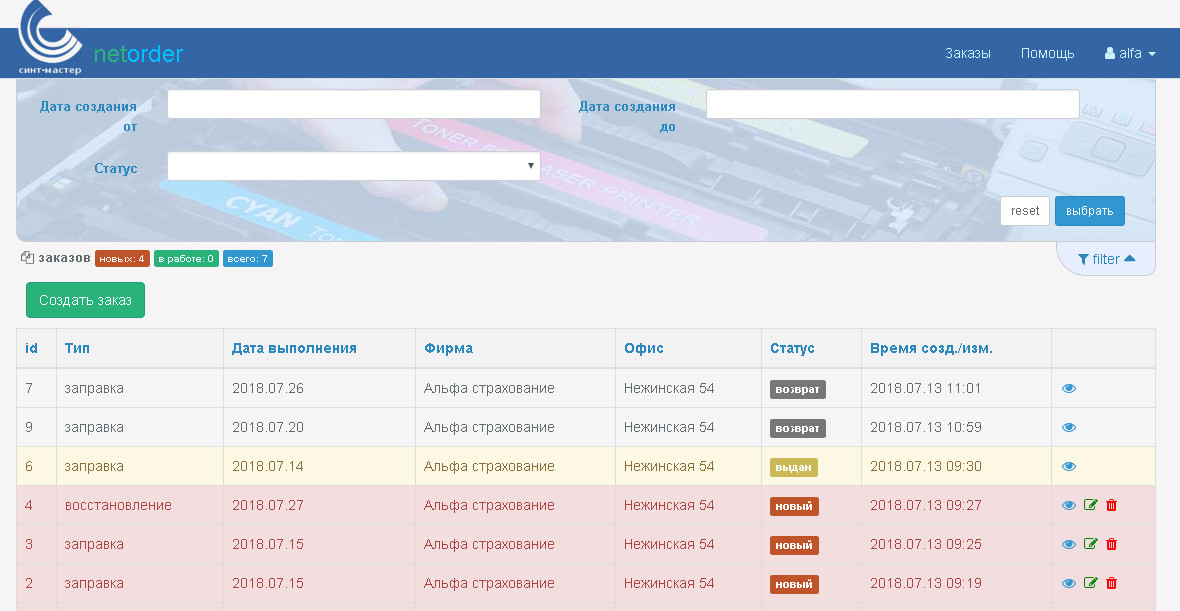 синт-мастер
netorder
Заказы Помощь alfa
Дата создания от
Дата создания до
TONER FOR LASER PRINTER
Статус
CYAN TO
reset выбрать
заказов новых: 4 в работе: 0 всего: 7
filter
Создать заказ
id Тип Дата выполнения Фирма Офис Статус Время созд./изм.
7 заправка 2018.07.26 Альфа страхование Нежинская 54 возврат 2018.07.13 11:01
9 заправка 2018.07.20 Альфа страхование Нежинская 54 возврат 2018.07.13 10:59
6 заправка 2018.07.14 Альфа страхование Нежинская 54 выдан 2018.07.13 09:30
4 восстановление 2018.07.27 Альфа страхование Нежинская 54 новый 2018.07.13 09:27
3 заправка 2018.07.15 Альфа страхование Нежинская 54 новый 2018.07.13 09:25
2 заправка 2018.07.15 Альфа страхование Нежинская 54 новый 2018.07.13 09:19